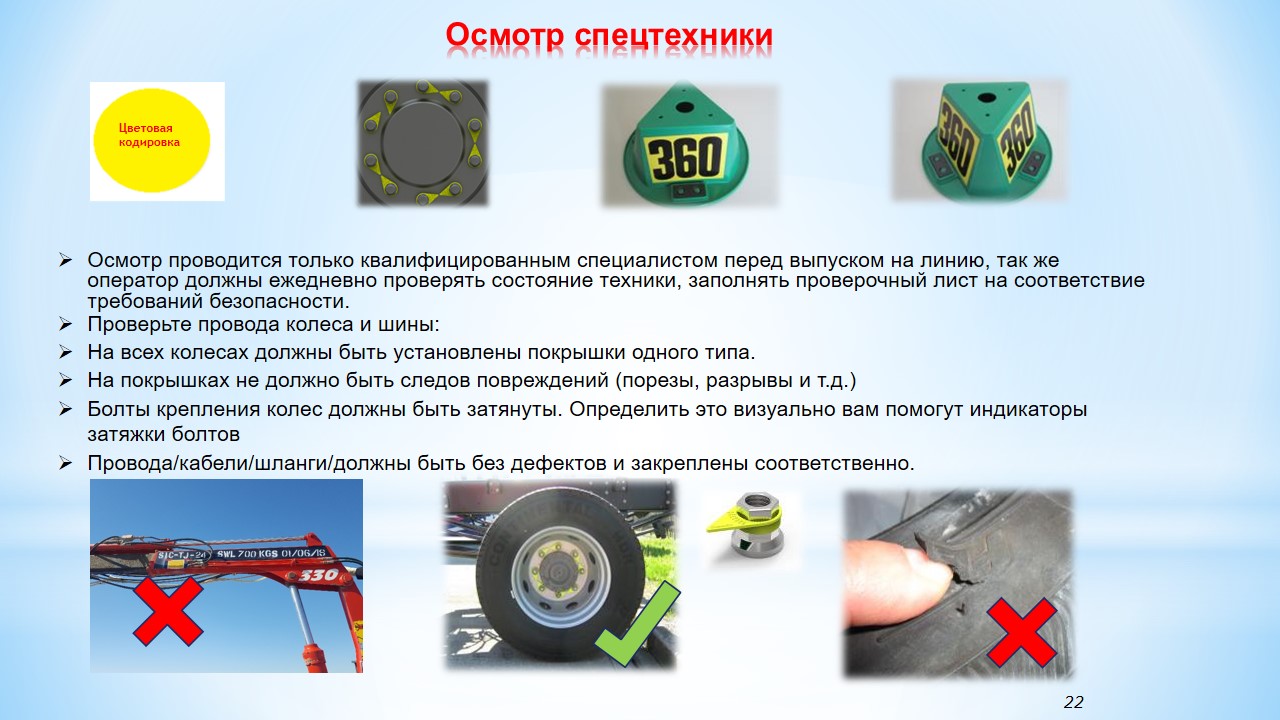 Осмотр спецтехники
Цветовая
кодировка
360
360
360
Осмотр проводится только квалифицированным специалистом перед выпуском на линию, так же
оператор должны ежедневно проверять состояние техники, заполнять проверочный лист на соответствие
требований безопасности.
Проверьте провода колеса и шины:
На всех колесах должны быть установлены покрышки одного типа.
На покрышках не должно быть следов повреждений (порезы, разрывы и т.д.)
Болты крепления колес должны быть затянуты. Определить это визуально вам помогут индикаторы
затяжки болтов
Провода/кабели/шланги/должны быть без дефектов и закреплены соответственно.
SJC-TJ-24 SWL 700 KGS 01/06/15
330
CONTINENTAL
22